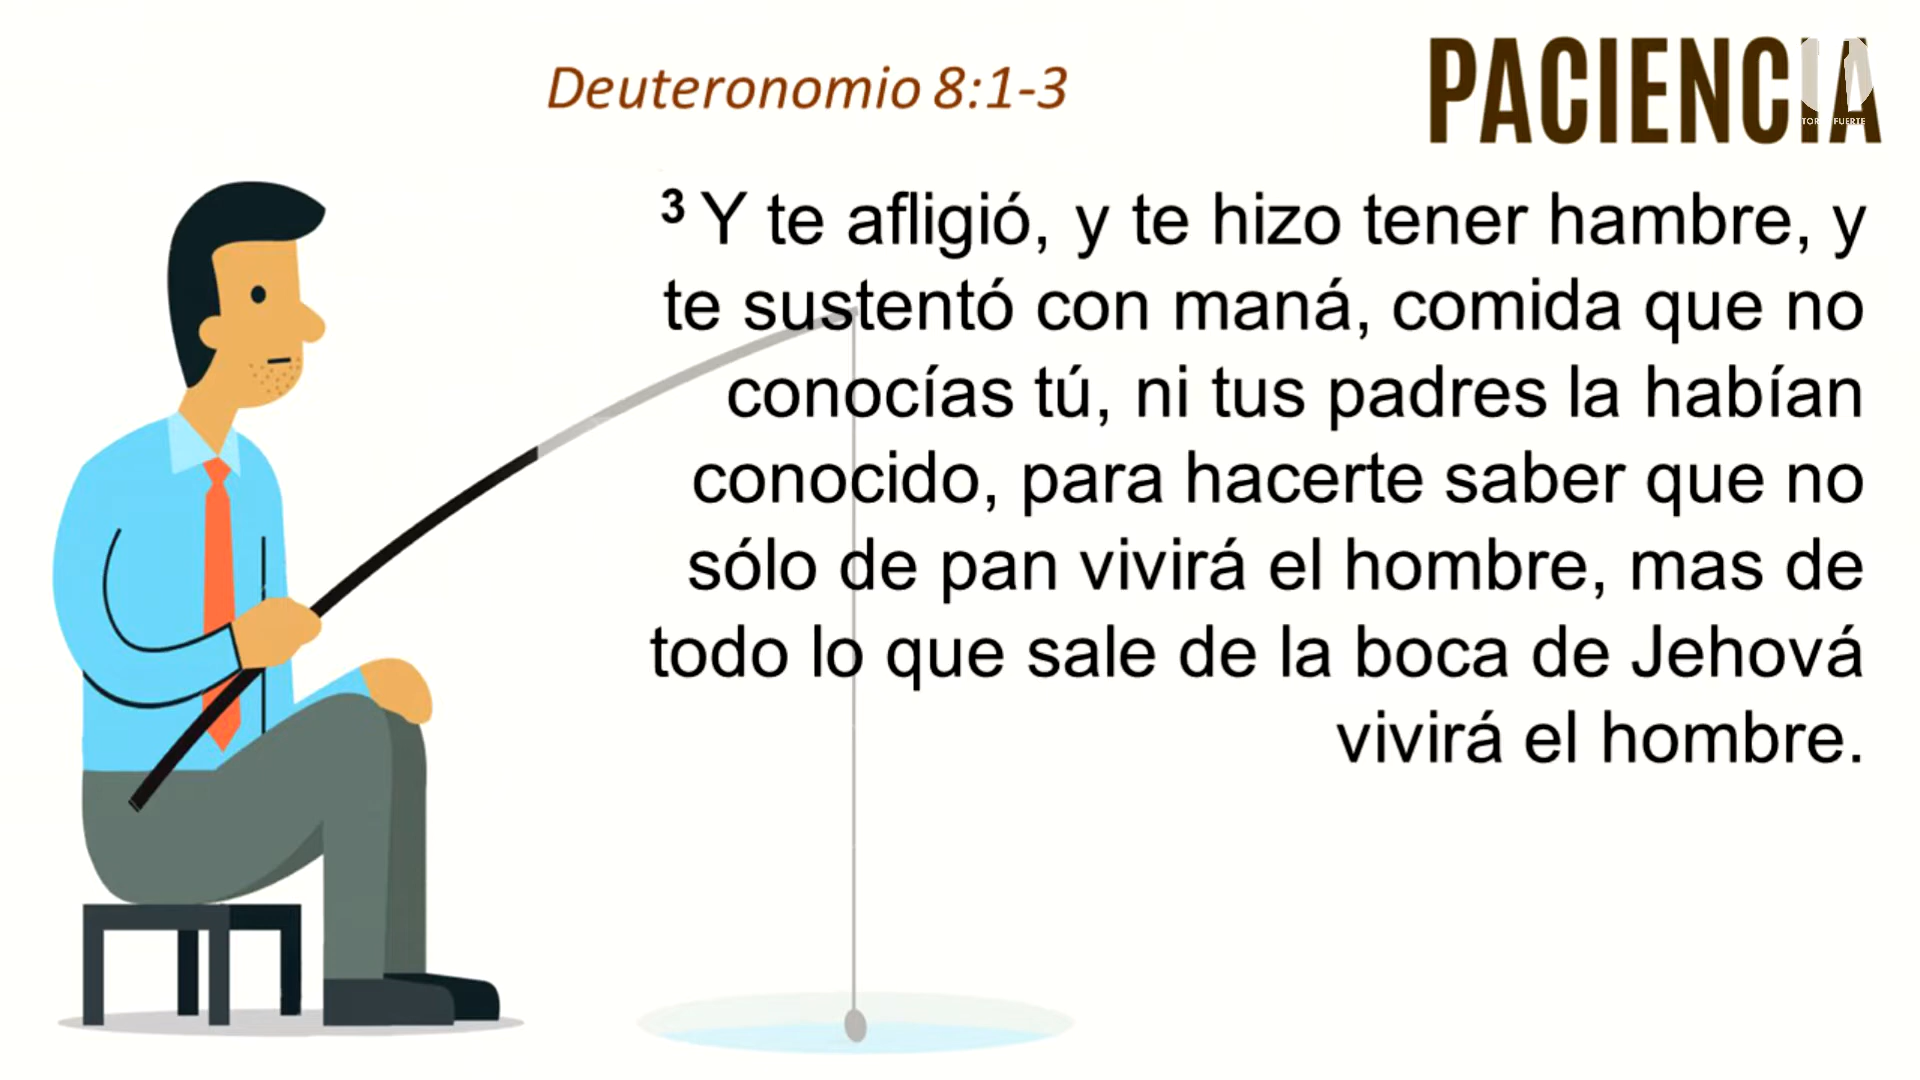 Deuteronomio 8:1-3
PACIENCIA
3 Y te afligió, y te hizo tener hambre, y
te sustentó con maná, comida que no
conocías tú, ni tus padres la habían
conocido, para hacerte saber que no
sólo de pan vivirá el hombre, mas de
todo lo que sale de la boca de Jehová
vivirá el hombre.
FUERTE